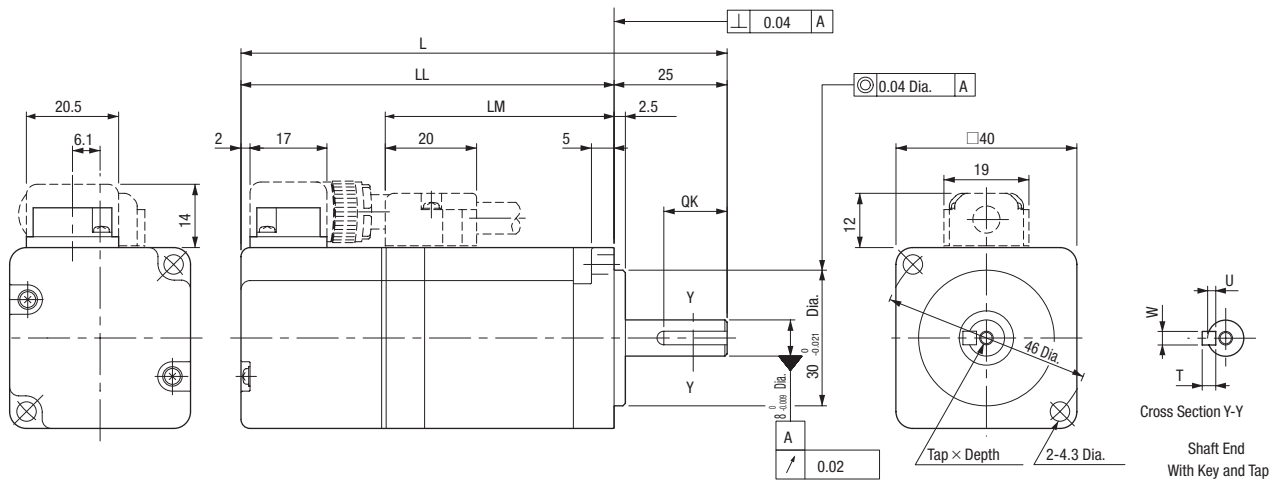 ⊥ 0.04 A
L
LL
25
◎ 0.04 Dia. A
20.5
LM
2.5
6.1
2
17
20
5
□40
19
14
QK
12
Y
Y
30 0 -0.021 Dia.
8 0 -0.009 Dia.
46 Dia.
U
W
T
A
↗ 0.02
Tap × Depth
2-4.3 Dia.
Cross Section Y-Y
Shaft End
With Key and Tap